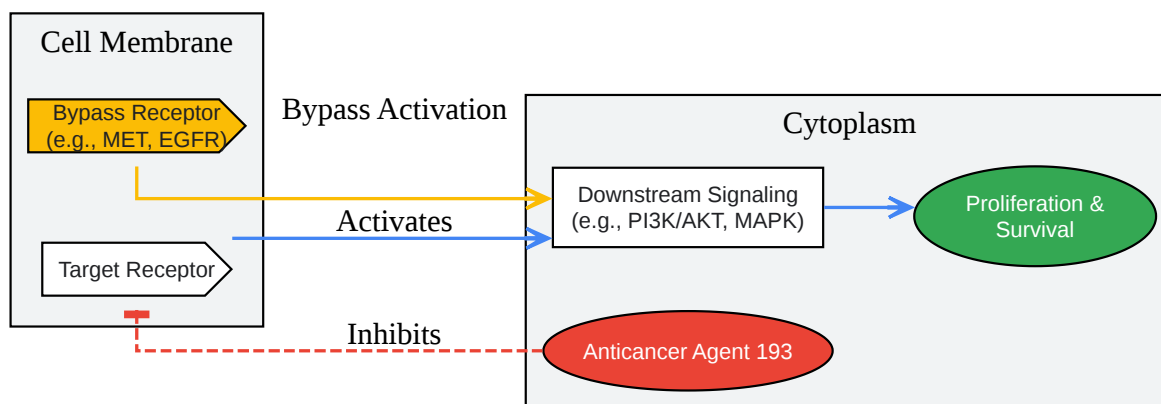 Cell Membrane
Bypass Receptor
(e.g., MET, EGFR)
Bypass Activation
Cytoplasm
Downstream Signaling
(e.g., PI3K/AKT, MAPK)
Proliferation &
Survival
Activates
Target Receptor
Inhibits
Anticancer Agent 193